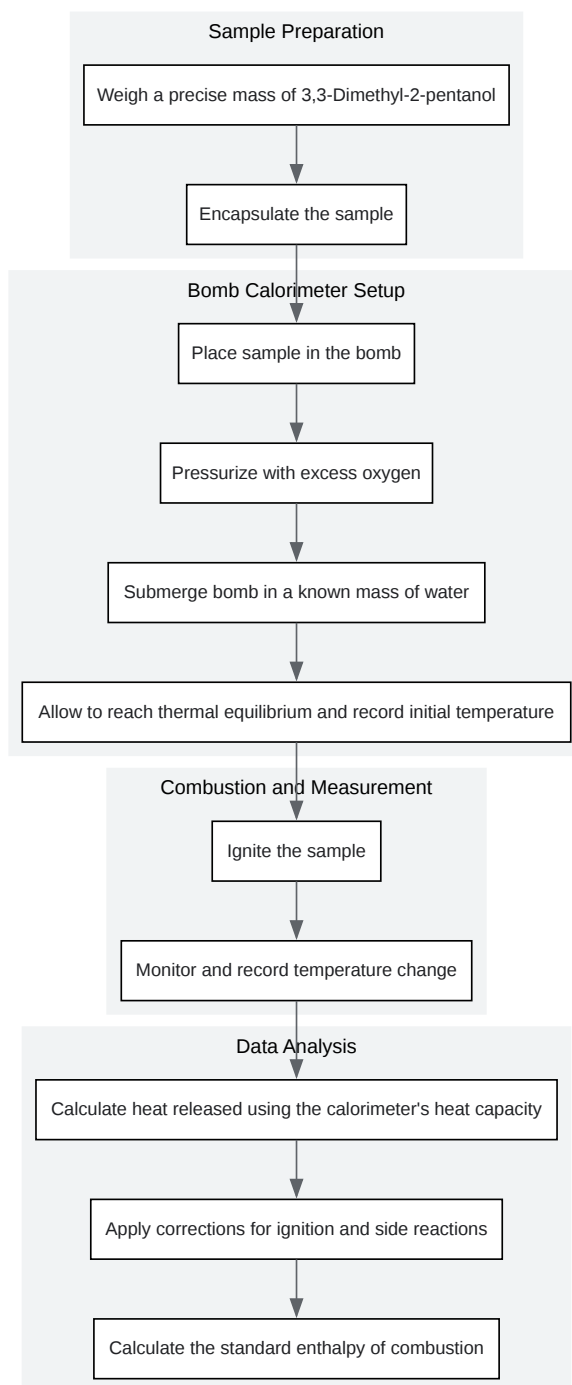 Sample Preparation
Weigh a precise mass of 3,3-Dimethyl-2-pentanol
Encapsulate the sample
Bomb Calorimeter Setup
Place sample in the bomb
Pressurize with excess oxygen
Submerge bomb in a known mass of water
Allow to reach thermal equilibrium and record initial temperature
Combustion and Measurement
Ignite the sample
Monitor and record temperature change
Data Analysis
Calculate heat released using the calorimeter's heat capacity
Apply corrections for ignition and side reactions
Calculate the standard enthalpy of combustion